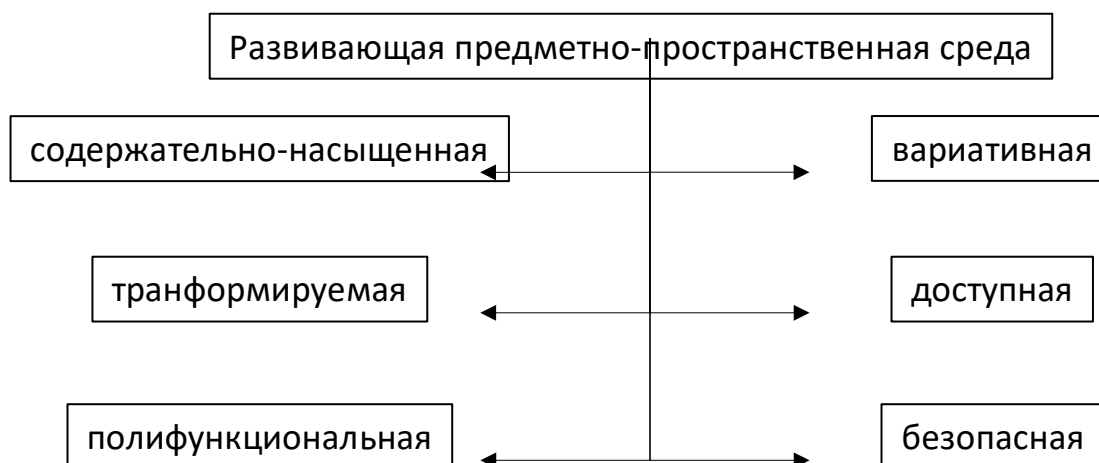 Развивающая предметно-пространственная среда
содержательно-насыщенная
вариативная
транформируемая
доступная
полифункциональная
безопасная